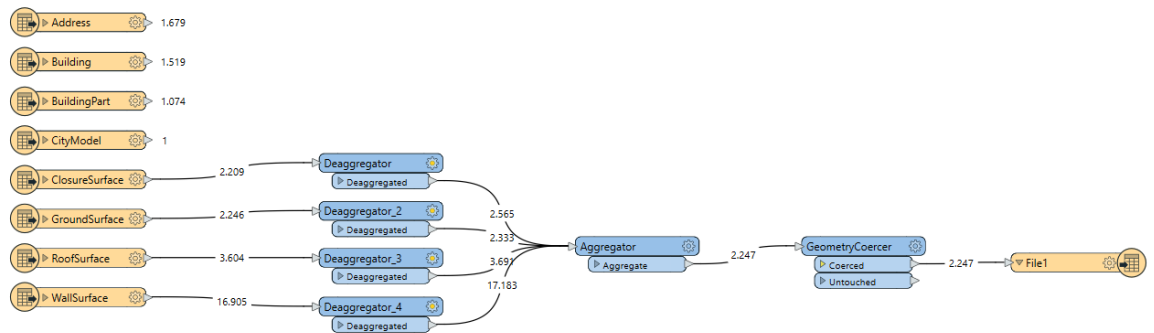 Address 1.679
Building 1.519
BuildingPart 1.074
CityModel 1
ClosureSurface 2.209
GroundSurface 2.246
RoofSurface 3.604
WallSurface 16.905
Deaggregator
Deaggregated 2.565
Deaggregator_2
Deaggregated 2.333
Deaggregator_3
Deaggregated 3.691
Deaggregator_4
Deaggregated 17.183
Aggregator
Aggregate 2.247
GeometryCoercer
Coerced 2.247
Untouched
File1